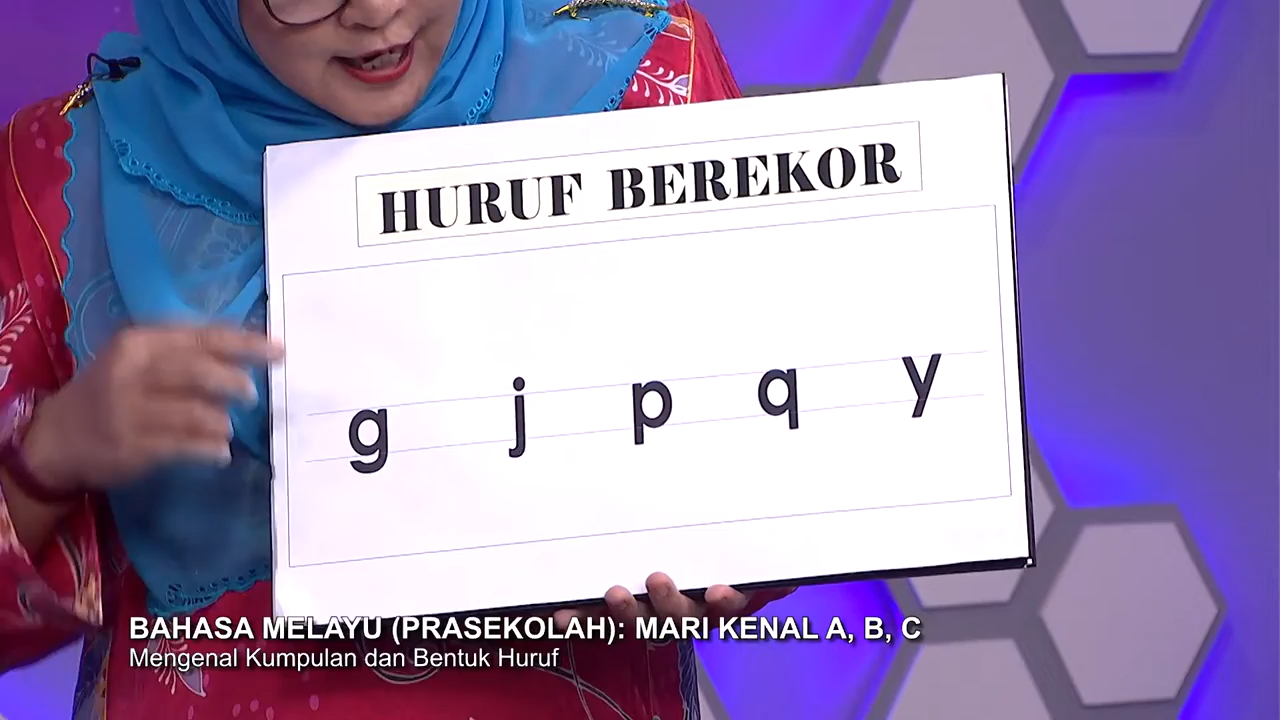 HURUF BEREKOR
g j p q y
BAHASA MELAYU (PRASEKOLAH): MARI KENAL A, B, C
Mengenal Kumpulan dan Bentuk Huruf